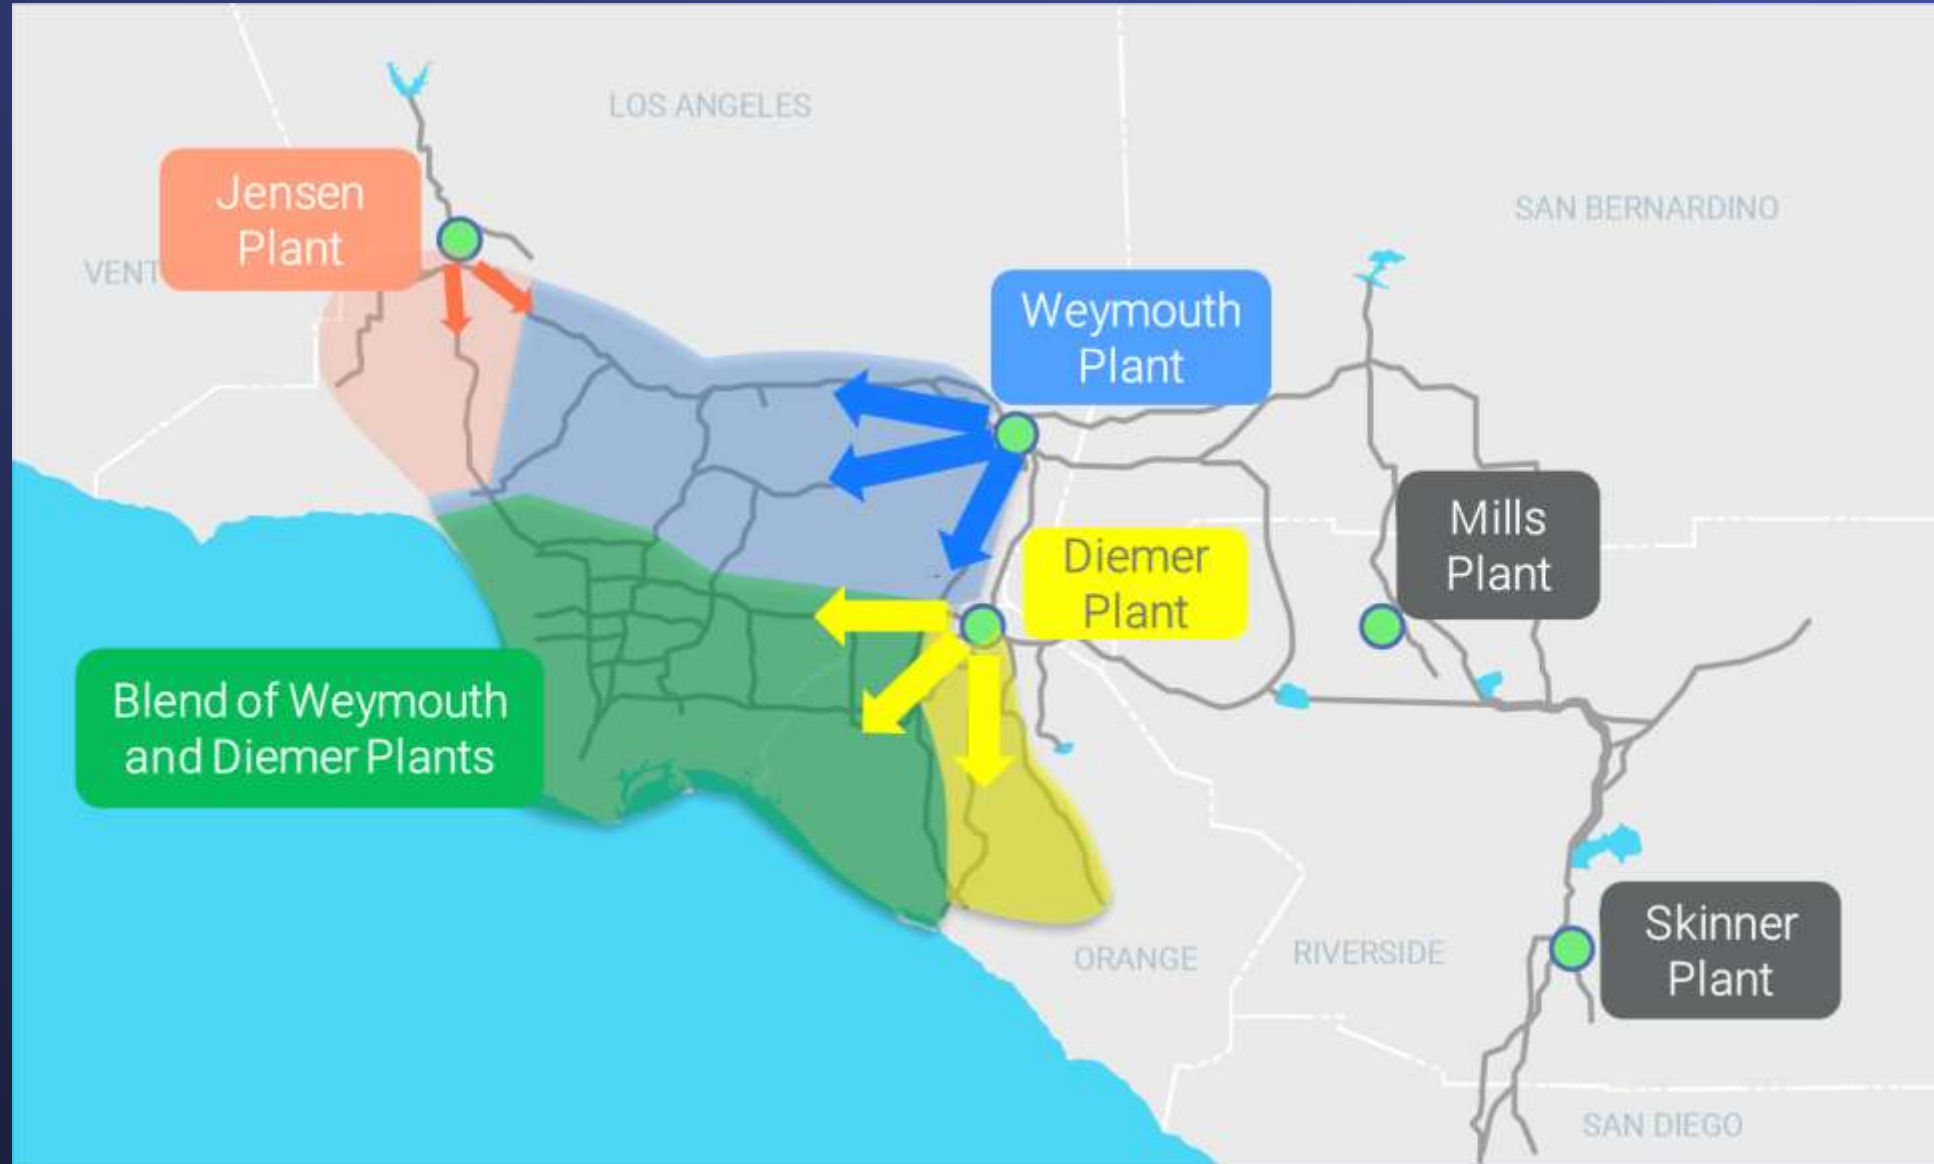 LOS ANGELES
Jensen
Plant
SAN BERNARDINO
VENT
Weymouth
Plant
Mills
Plant
Diemer
Plant
Blend of Weymouth
and Diemer Plants
Skinner
Plant
ORANGE
RIVERSIDE
SAN DIEGO